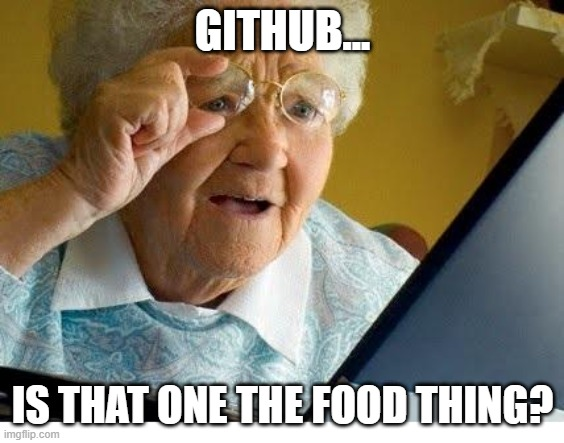 GITHUB...
IS THAT ONE THE FOOD THING?
imgflip.com